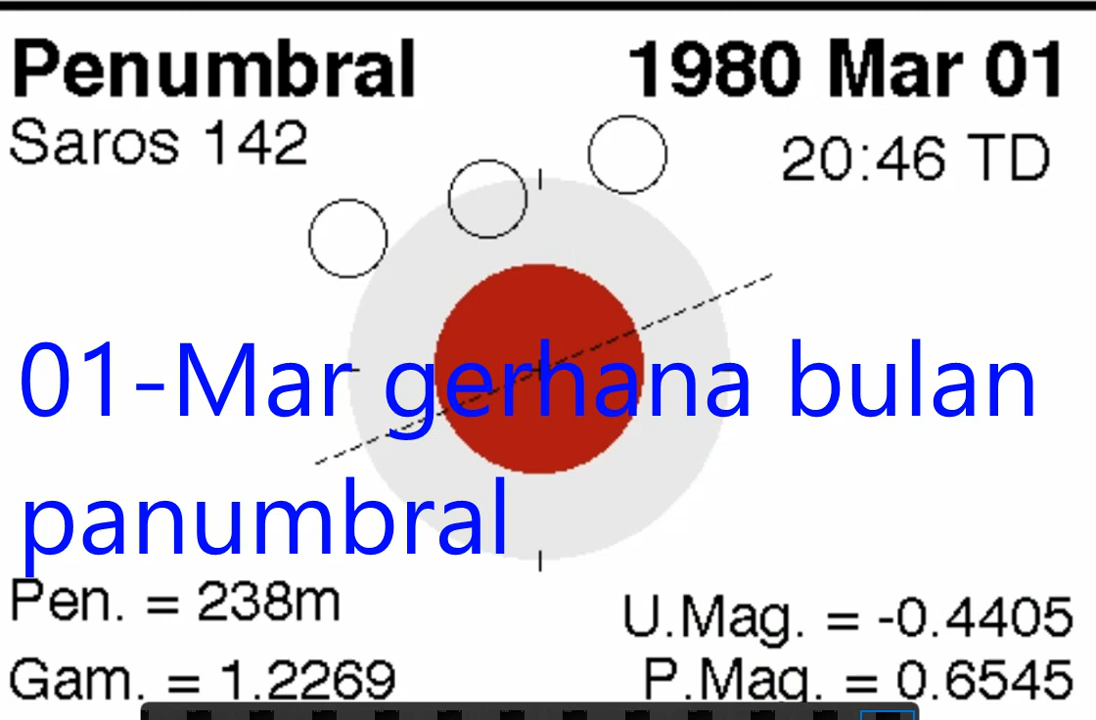 Penumbral 1980 Mar 01
Saros 142 20:46 TD
01-Mar gerhana bulan
panumbral
Pen. = 238m U.Mag. = -0.4405
Gam. = 1.2269 P.Mag. = 0.6545